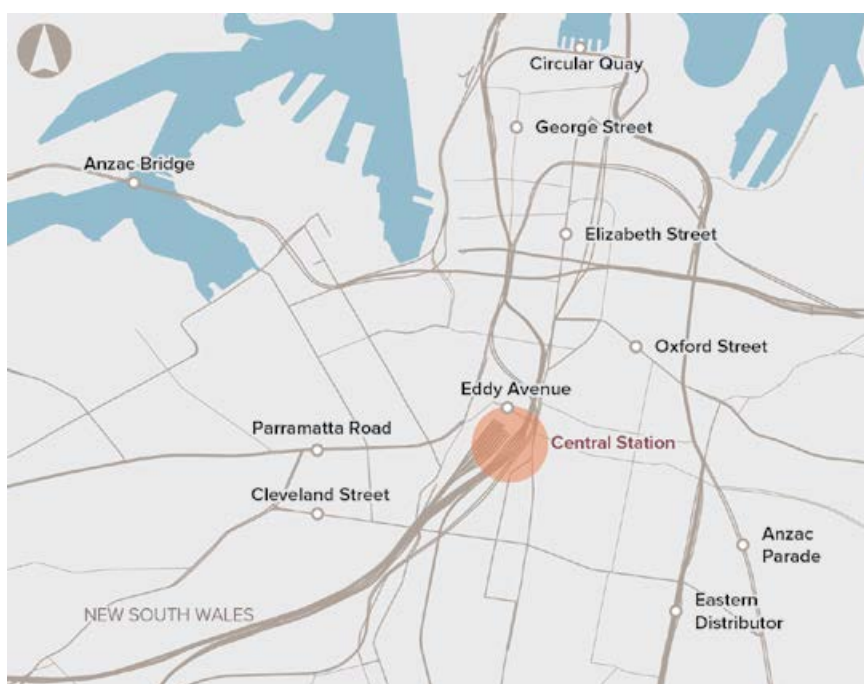 Circular Quay
George Street
Anzac Bridge
Elizabeth Street
Oxford Street
Eddy Avenue
Parramatta Road
Central Station
Cleveland Street
Anzac
Parade
NEW SOUTH WALES
Eastern
Distributor